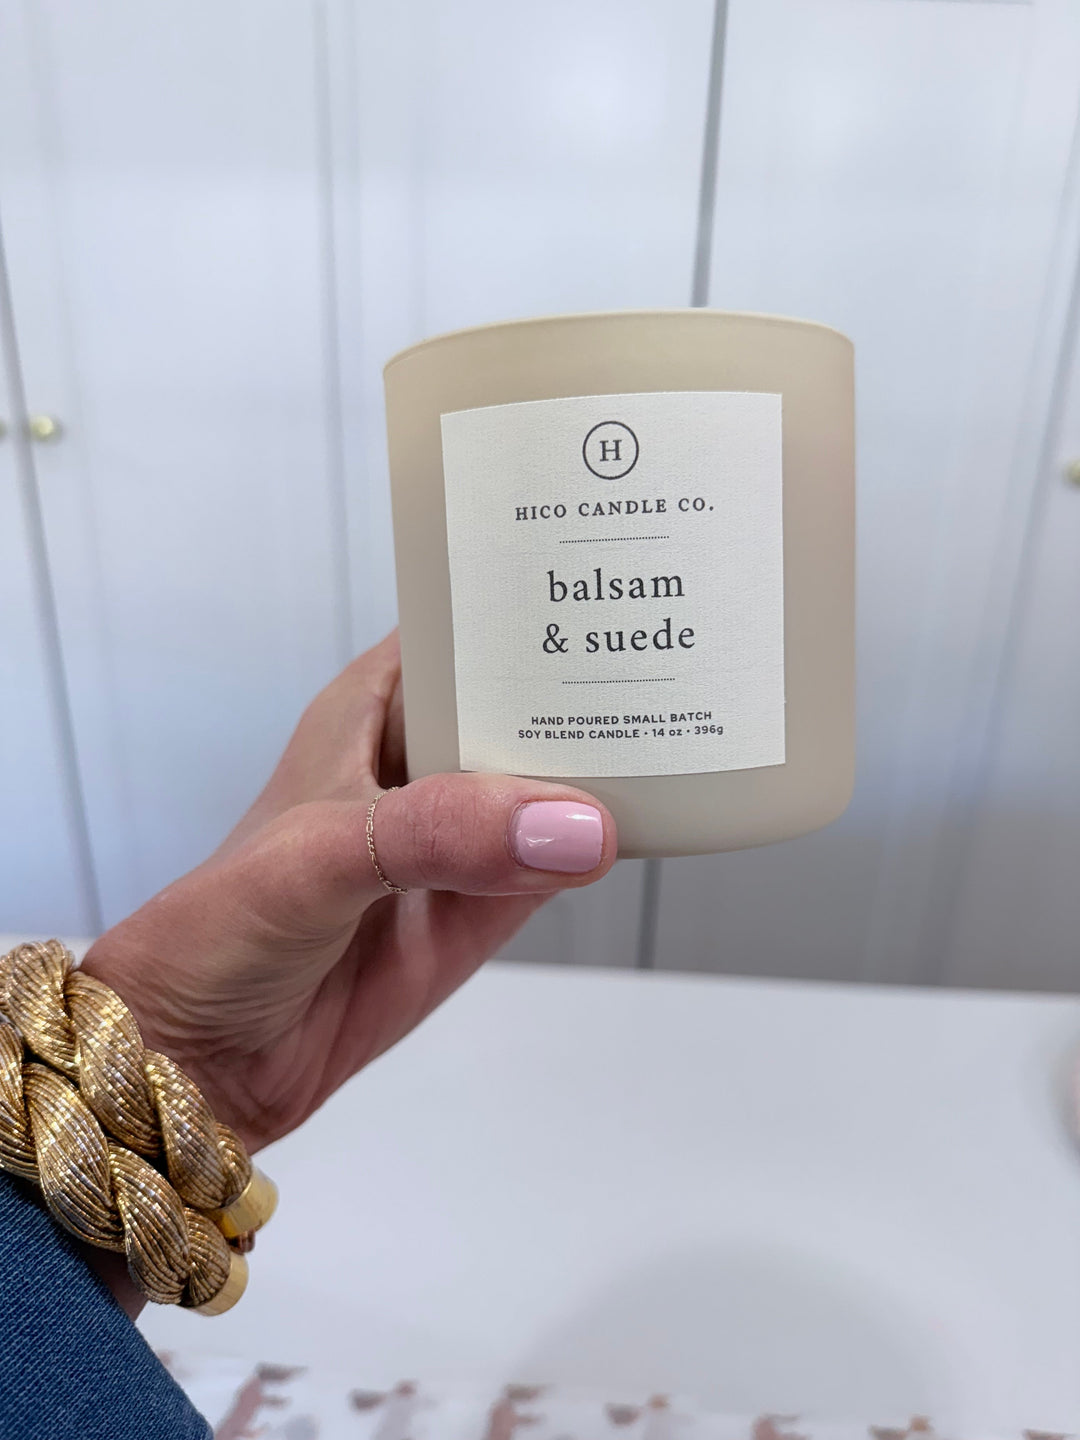 H
HICO CANDLE CO.
balsam
& suede
HAND POURED SMALL BATCH
SOY BLEND CANDLE • 14 oz • 396g